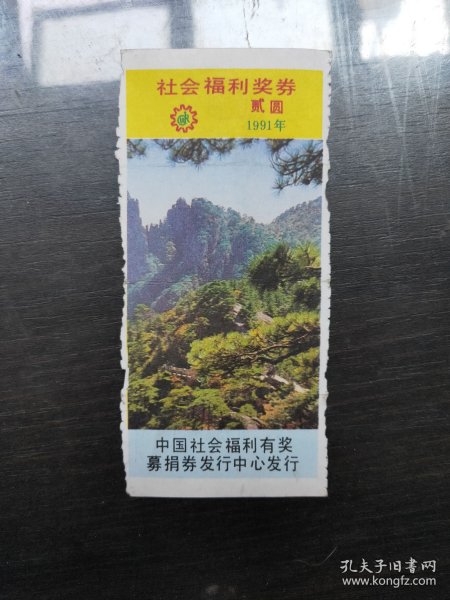 社会福利奖券
贰圆
1991年
中国社会福利有奖
募捐券发行中心发行
孔夫子旧书网
www.kongfz.com